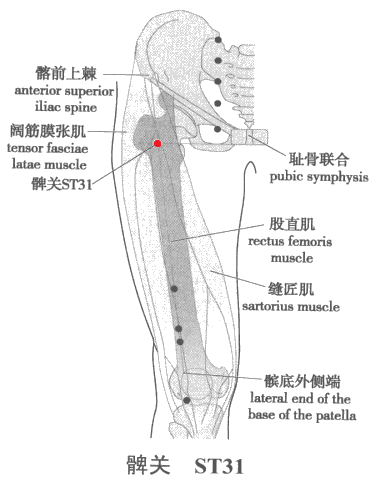 髂前上棘
anterior superior
iliac spine
阔筋膜张肌
tensor fasciae
latae muscle
髀关ST31
耻骨联合
pubic symphysis
股直肌
rectus femoris
muscle
缝匠肌
sartorius muscle
髌底外侧端
lateral end of the
base of the patella
髀关 ST31